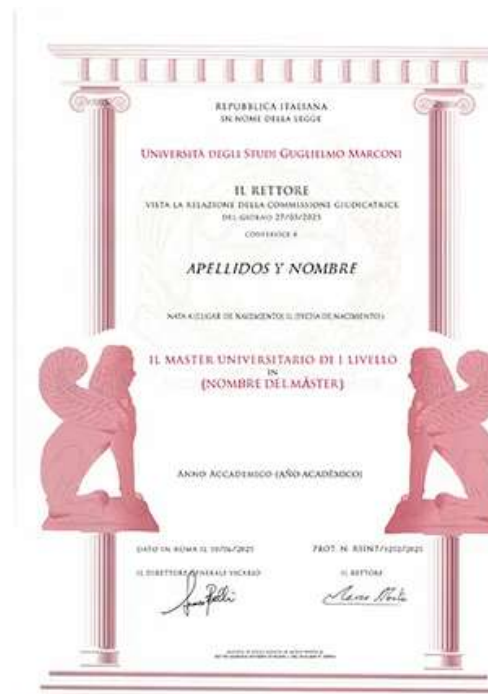 REPUBBLICA ITALIANA
IN NOME DELLA LEGGE
UNIVERSITÀ DEGLI STUDI GUGLIELMO MARCONI
IL RETTORE
VISTA LA RELAZIONE DELLA COMMISSIONE GIUDICATRICE
DEL GIORNO 27/03/2025
CONFERISCE A
APELLIDOS Y NOMBRE
NATA A (LUGAR DE NACIMIENTO) IL (FECHA DE NACIMIENTO)
IL MASTER UNIVERSITARIO DI I LIVELLO
IN
(NOMBRE DEL MÁSTER)
ANNO ACCADEMICO (AÑO ACADÉMICO)
DATO IN ROMA IL 10/04/2025
PROT. N.
IL DIRETTORE GENERALE VICARIO
IL RETTORE